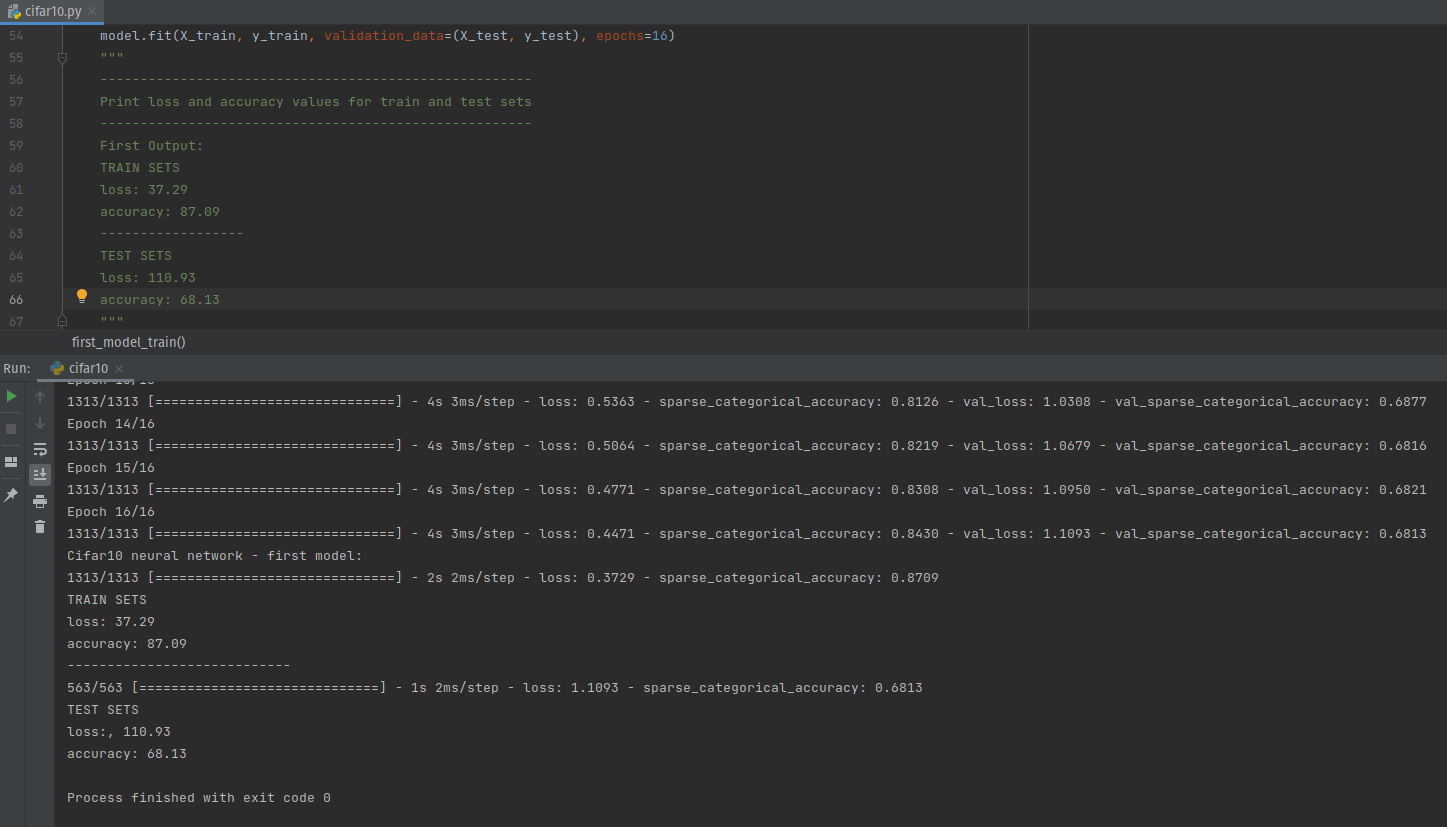 cifar10.py
54 model.fit(X_train, y_train, validation_data=(X_test, y_test), epochs=16)
55 """
56 ------------------------------------------------------
57 Print loss and accuracy values for train and test sets
58 ------------------------------------------------------
59 First Output:
60 TRAIN SETS
61 loss: 37.29
62 accuracy: 87.09
63 ------------------
64 TEST SETS
65 loss: 110.93
66 accuracy: 68.13
67 """
first_model_train()
Run: cifar10
1313/1313 [==============================] - 4s 3ms/step - loss: 0.5363 - sparse_categorical_accuracy: 0.8126 - val_loss: 1.0308 - val_sparse_categorical_accuracy: 0.6877
Epoch 14/16
1313/1313 [==============================] - 4s 3ms/step - loss: 0.5064 - sparse_categorical_accuracy: 0.8219 - val_loss: 1.0679 - val_sparse_categorical_accuracy: 0.6816
Epoch 15/16
1313/1313 [==============================] - 4s 3ms/step - loss: 0.4771 - sparse_categorical_accuracy: 0.8308 - val_loss: 1.0950 - val_sparse_categorical_accuracy: 0.6821
Epoch 16/16
1313/1313 [==============================] - 4s 3ms/step - loss: 0.4471 - sparse_categorical_accuracy: 0.8430 - val_loss: 1.1093 - val_sparse_categorical_accuracy: 0.6813
Cifar10 neural network - first model:
1313/1313 [==============================] - 2s 2ms/step - loss: 0.3729 - sparse_categorical_accuracy: 0.8709
TRAIN SETS
loss: 37.29
accuracy: 87.09
----------------------------
563/563 [==============================] - 1s 2ms/step - loss: 1.1093 - sparse_categorical_accuracy: 0.6813
TEST SETS
loss:, 110.93
accuracy: 68.13
Process finished with exit code 0